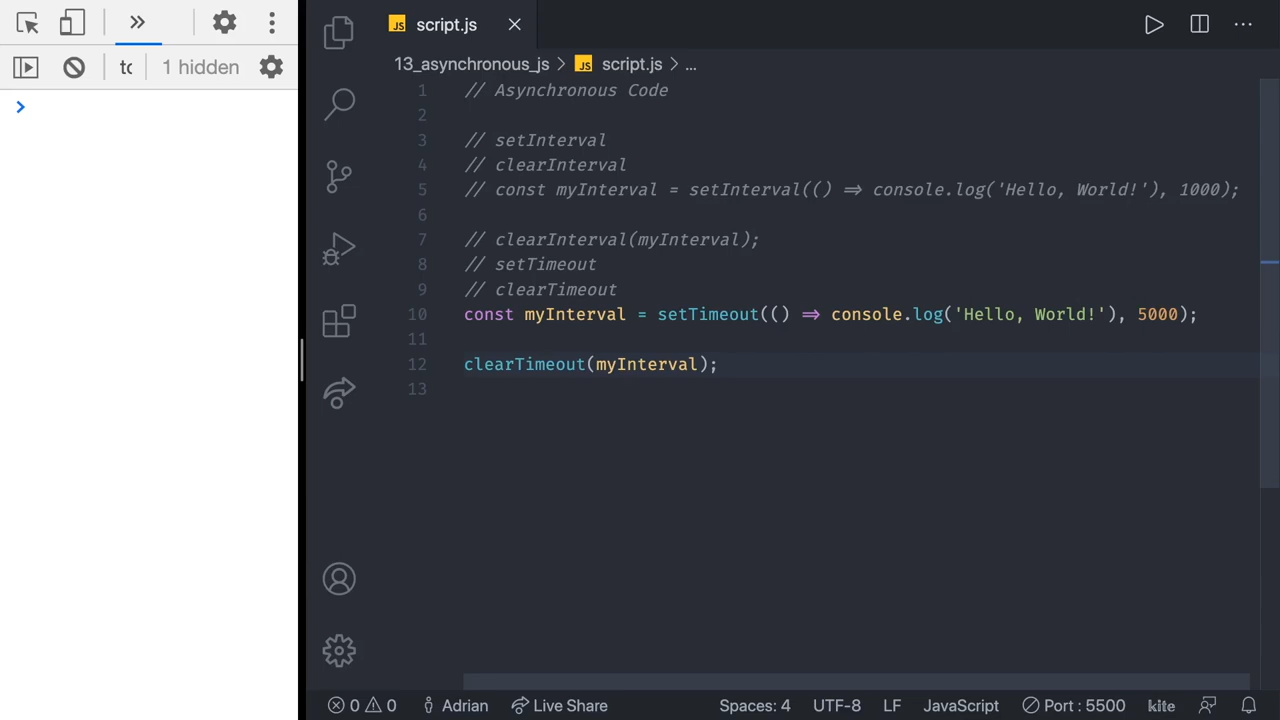 1 hidden
JS script.js
13_asynchronous_js > JS script.js > ...
1 // Asynchronous Code
2
3 // setInterval
4 // clearInterval
5 // const myInterval = setInterval(() => console.log('Hello, World!'), 1000);
6
7 // clearInterval(myInterval);
8 // setTimeout
9 // clearTimeout
10 const myInterval = setTimeout(() => console.log('Hello, World!'), 5000);
11
12 clearTimeout(myInterval);
13
0 0 Adrian Live Share Spaces: 4 UTF-8 LF JavaScript Port : 5500 kite